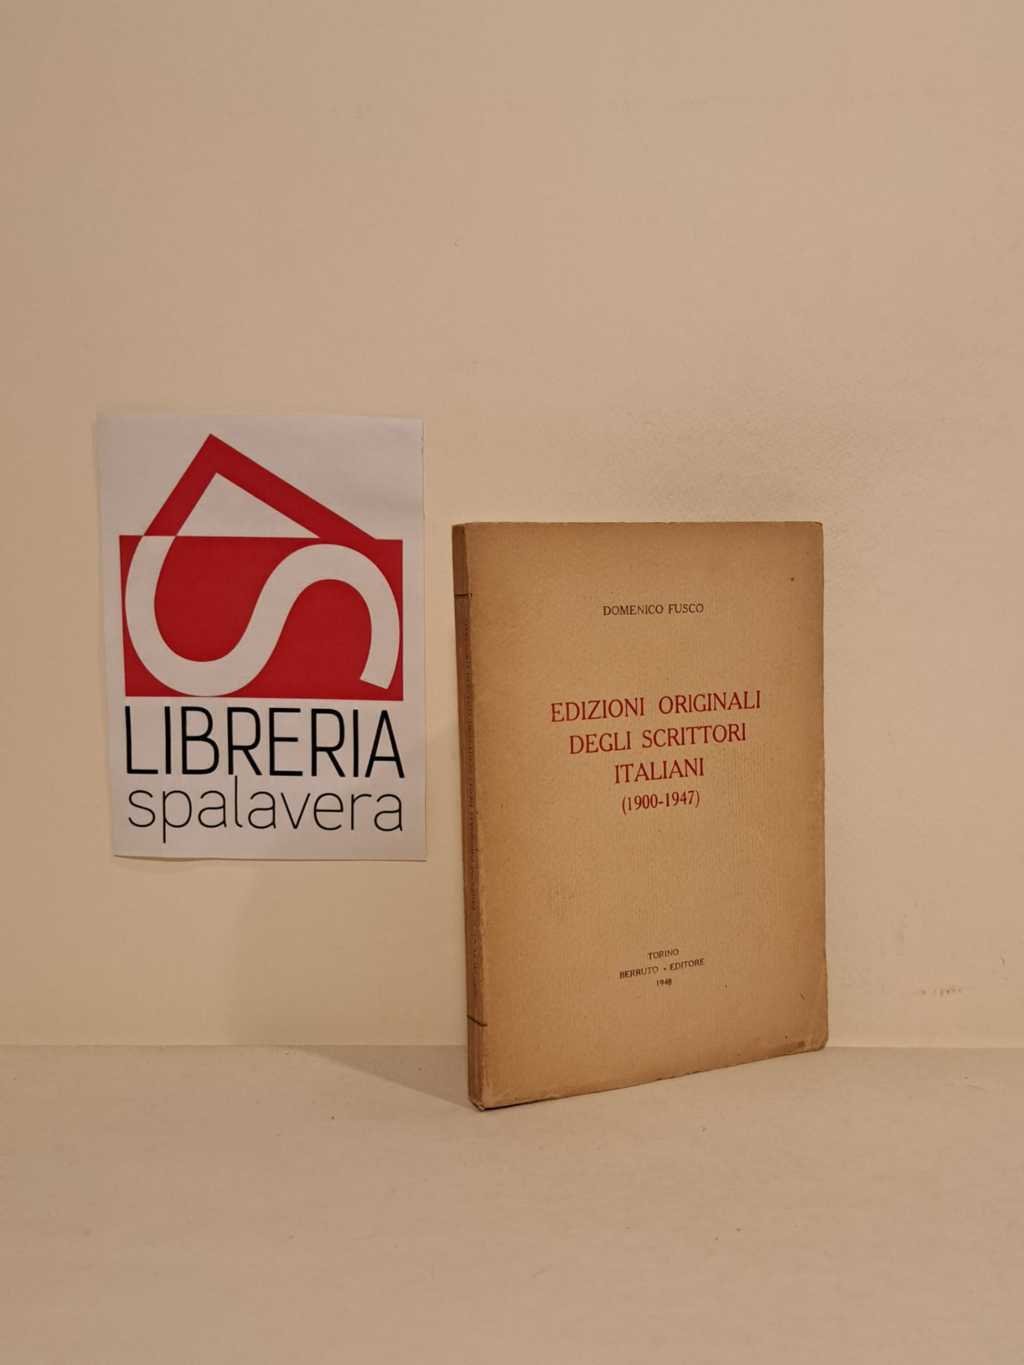 LIBRERIA
spalavera
DOMENICO FUSCO
EDIZIONI ORIGINALI
DEGLI SCRITTORI
ITALIANI
(1900-1947)
TORINO
BERRUTO - EDITORE
1948